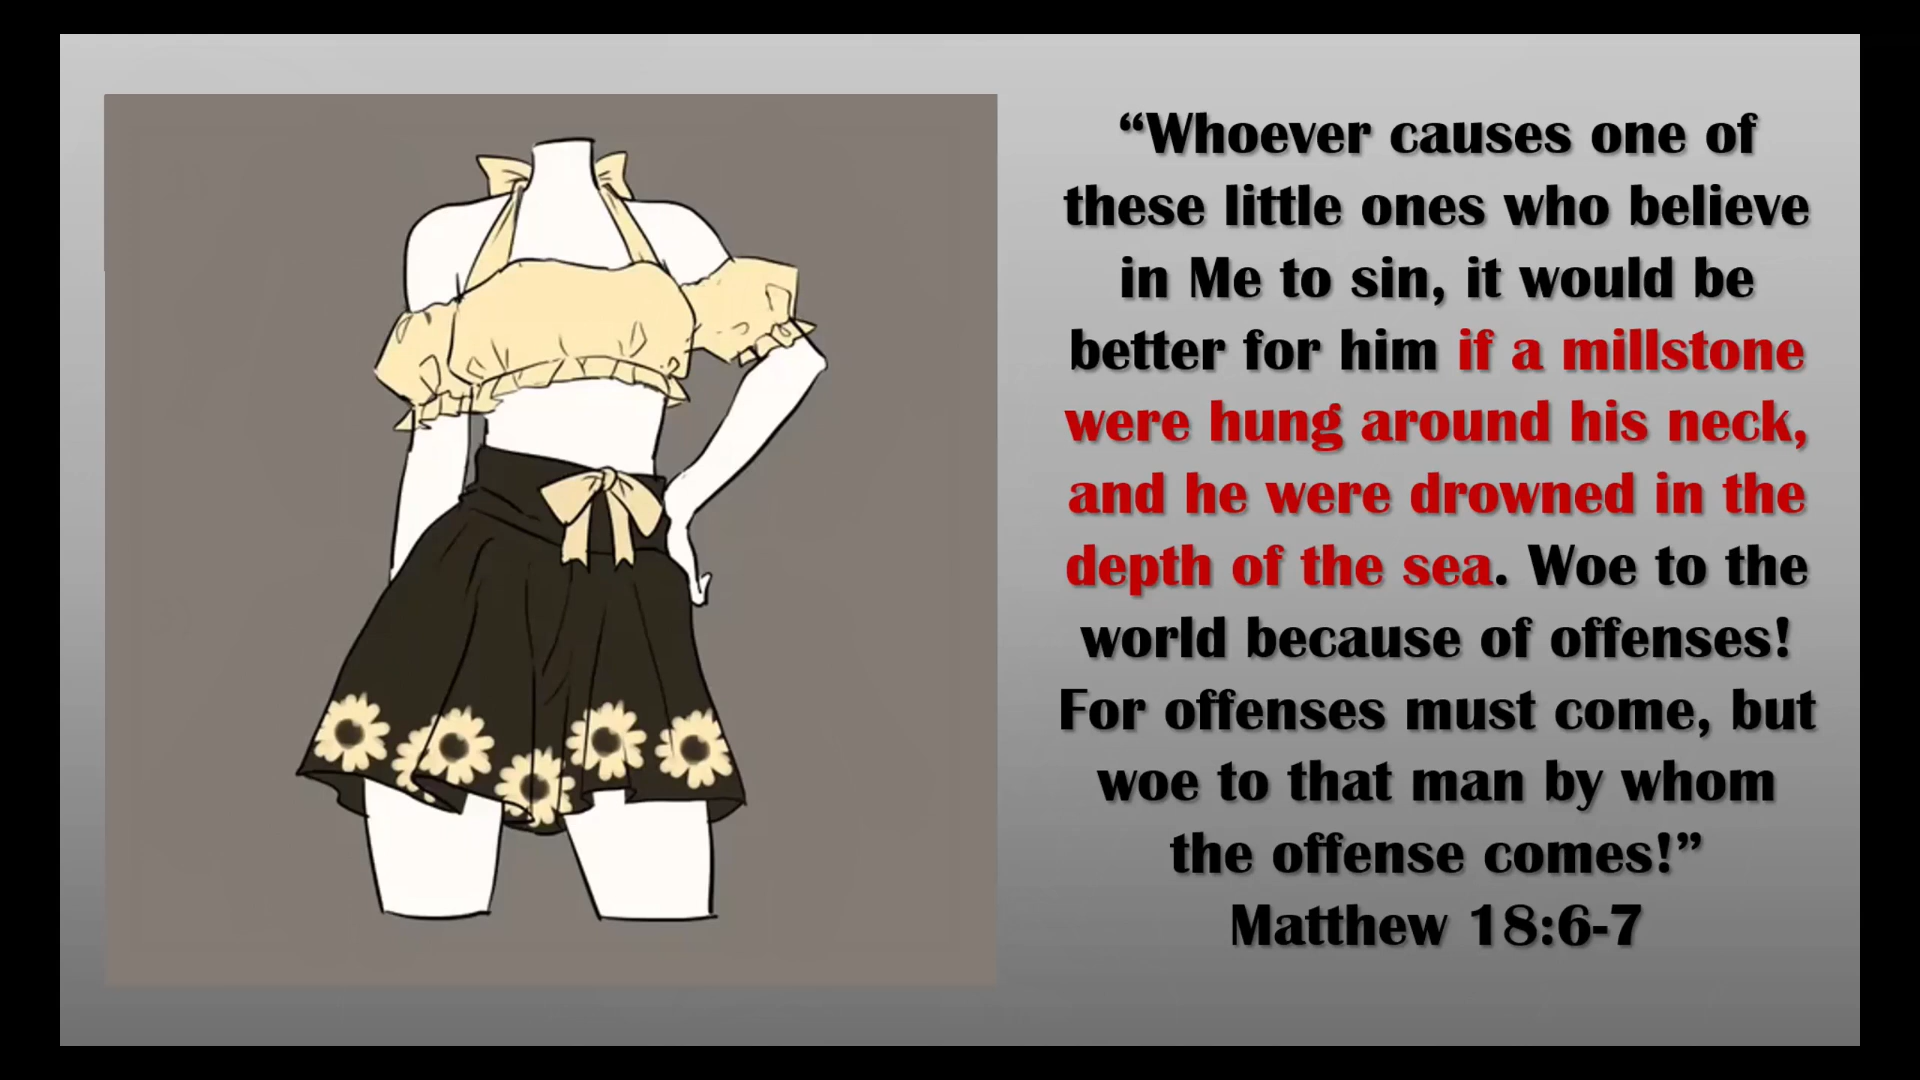 “Whoever causes one of
these little ones who believe
in Me to sin, it would be
better for him if a millstone
were hung around his neck,
and he were drowned in the
depth of the sea. Woe to the
world because of offenses!
For offenses must come, but
woe to that man by whom
the offense comes!”
Matthew 18:6-7